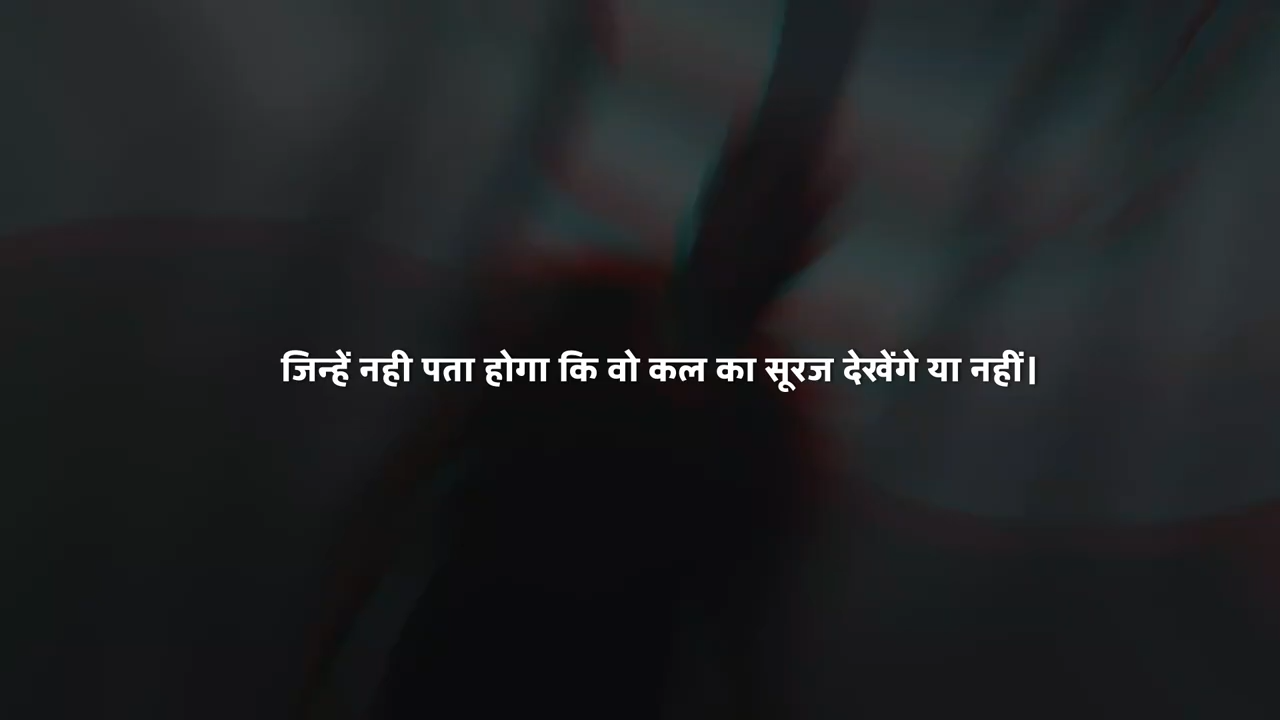 जिन्हें नही पता होगा कि वो कल का सूरज देखेंगे या नहीं।